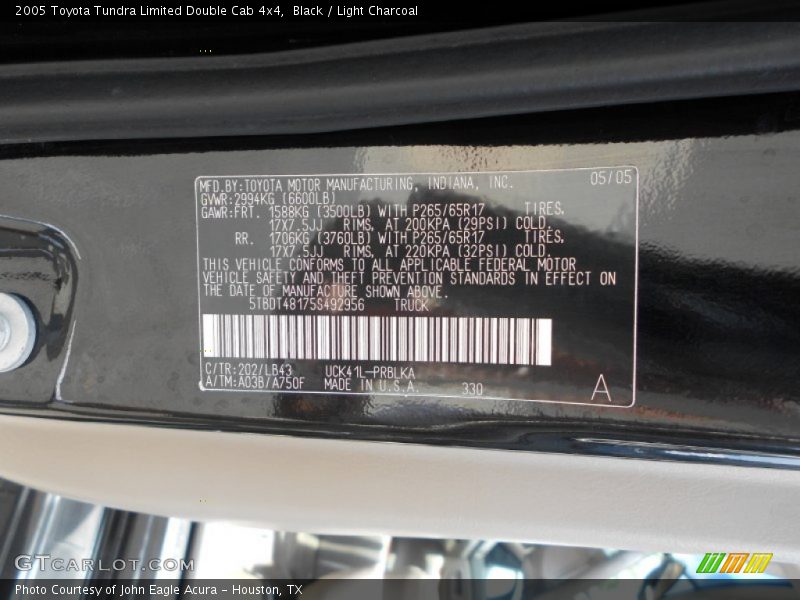 2005 Toyota Tundra Limited Double Cab 4x4,  Black / Light Charcoal
MFD.BY:TOYOTA MOTOR MANUFACTURING, INDIANA, INC. 05/05
GVWR:2994KG (6600LB)
GAWR:FRT. 1588KG (3500LB) WITH P265/65R17 TIRES,
17X7.5JJ RIMS, AT 200KPA (29PSI) COLD,
RR. 1706KG (3760LB) WITH P265/65R17 TIRES,
17X7.5JJ RIMS, AT 220KPA (32PSI) COLD.
THIS VEHICLE CONFORMS TO ALL APPLICABLE FEDERAL MOTOR
VEHICLE SAFETY AND THEFT PREVENTION STANDARDS IN EFFECT ON
THE DATE OF MANUFACTURE SHOWN ABOVE.
5TBDT48175S492956 TRUCK
C/TR:202/LB43 UCK41L-PRBLKA
A/TM:A03B/A750F MADE IN U.S.A. 330 A
GTCarLot.com
Photo Courtesy of John Eagle Acura - Houston, TX